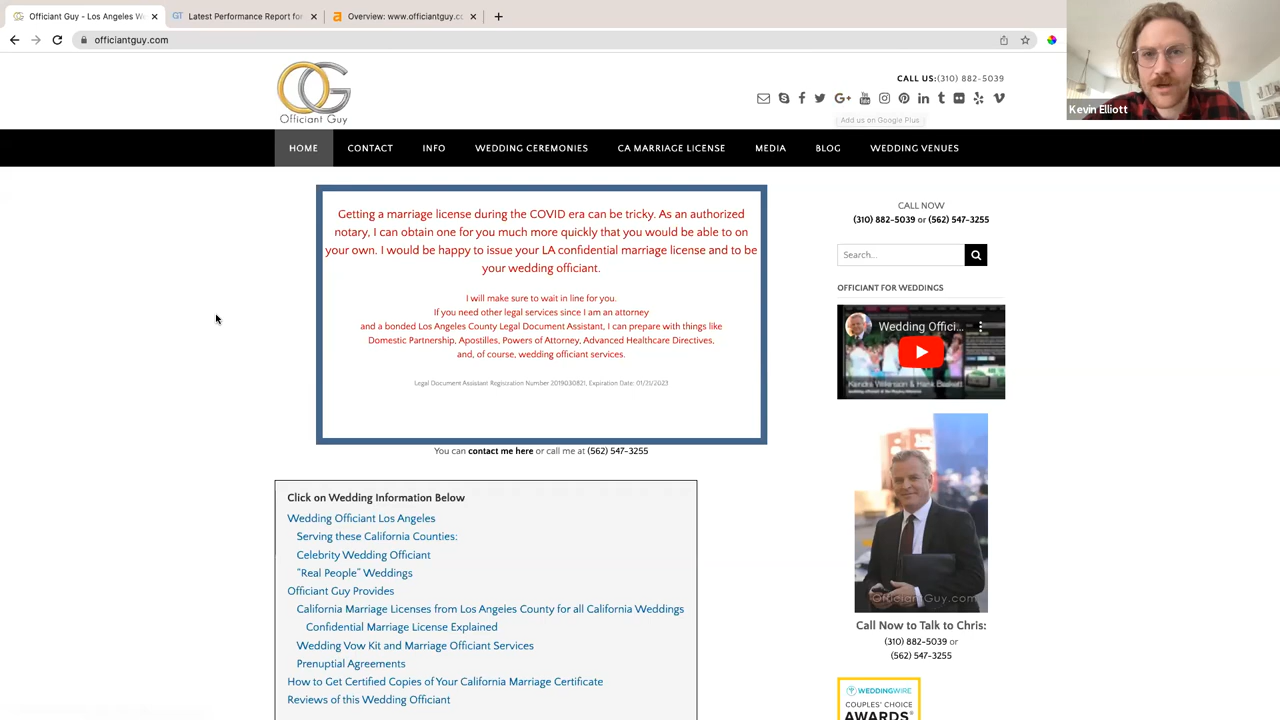 Officiant Guy - Los Angeles We
Latest Performance Report for
Overview: www.officiantguy.co
officiantguy.com
Kevin Elliott
OG
Officiant Guy
CALL US:(310) 882-5039
Add us on Google Plus
HOME CONTACT INFO WEDDING CEREMONIES CA MARRIAGE LICENSE MEDIA BLOG WEDDING VENUES
Getting a marriage license during the COVID era can be tricky. As an authorized
notary, I can obtain one for you much more quickly that you would be able to on
your own. I would be happy to issue your LA confidential marriage license and to be
your wedding officiant.
I will make sure to wait in line for you.
If you need other legal services since I am an attorney
and a bonded Los Angeles County Legal Document Assistant, I can prepare with things like
Domestic Partnership, Apostilles, Powers of Attorney, Advanced Healthcare Directives,
and, of course, wedding officiant services.
Legal Document Assistant Registration Number 2019030821, Expiration Date: 01/21/2023
You can contact me here or call me at (562) 547-3255
Click on Wedding Information Below
Wedding Officiant Los Angeles
Serving these California Counties:
Celebrity Wedding Officiant
"Real People" Weddings
Officiant Guy Provides
California Marriage Licenses from Los Angeles County for all California Weddings
Confidential Marriage License Explained
Wedding Vow Kit and Marriage Officiant Services
Prenuptial Agreements
How to Get Certified Copies of Your California Marriage Certificate
Reviews of this Wedding Officiant
CALL NOW
(310) 882-5039 or (562) 547-3255
Search...
OFFICIANT FOR WEDDINGS
Wedding Offici...
Kendra Wilkinson & Hank Baskett
OfficiantGuy.com
Call Now to Talk to Chris:
(310) 882-5039 or
(562) 547-3255
WEDDINGWIRE
COUPLES' CHOICE
AWARDS